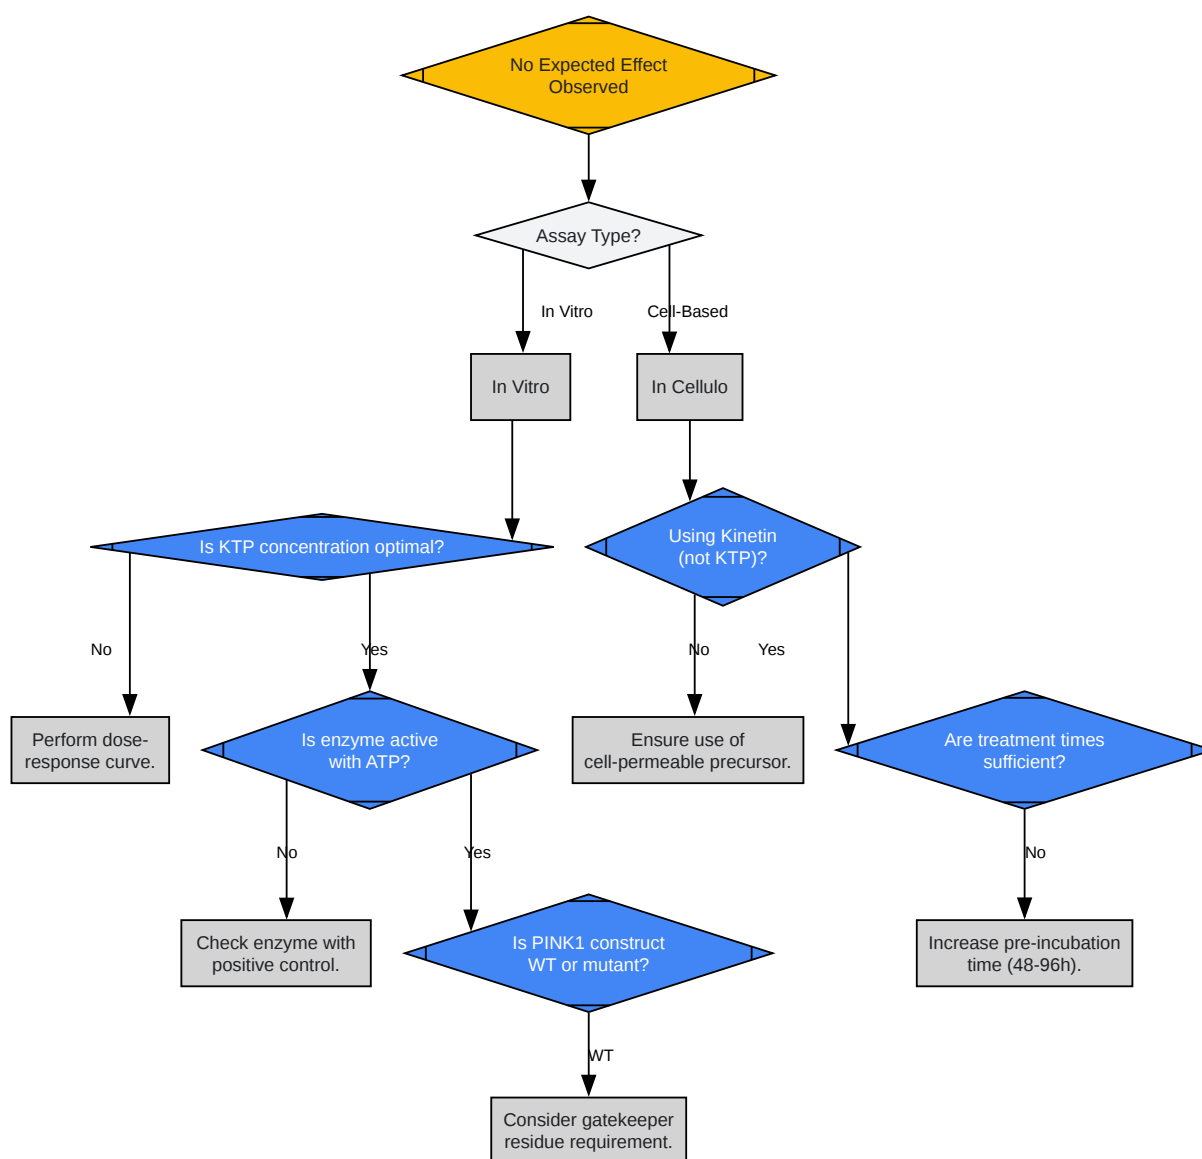 No Expected Effect
Observed
Assay Type?
In Vitro
Cell-Based
In Vitro
In Cellulo
Is KTP concentration optimal?
Using Kinetin
(not KTP)?
No
Yes
No
Yes
Perform dose-
response curve.
Is enzyme active
with ATP?
Ensure use of
cell-permeable precursor.
Are treatment times
sufficient?
No
Yes
No
Check enzyme with
positive control.
Is PINK1 construct
WT or mutant?
Increase pre-incubation
time (48-96h).
WT
Consider gatekeeper
residue requirement.